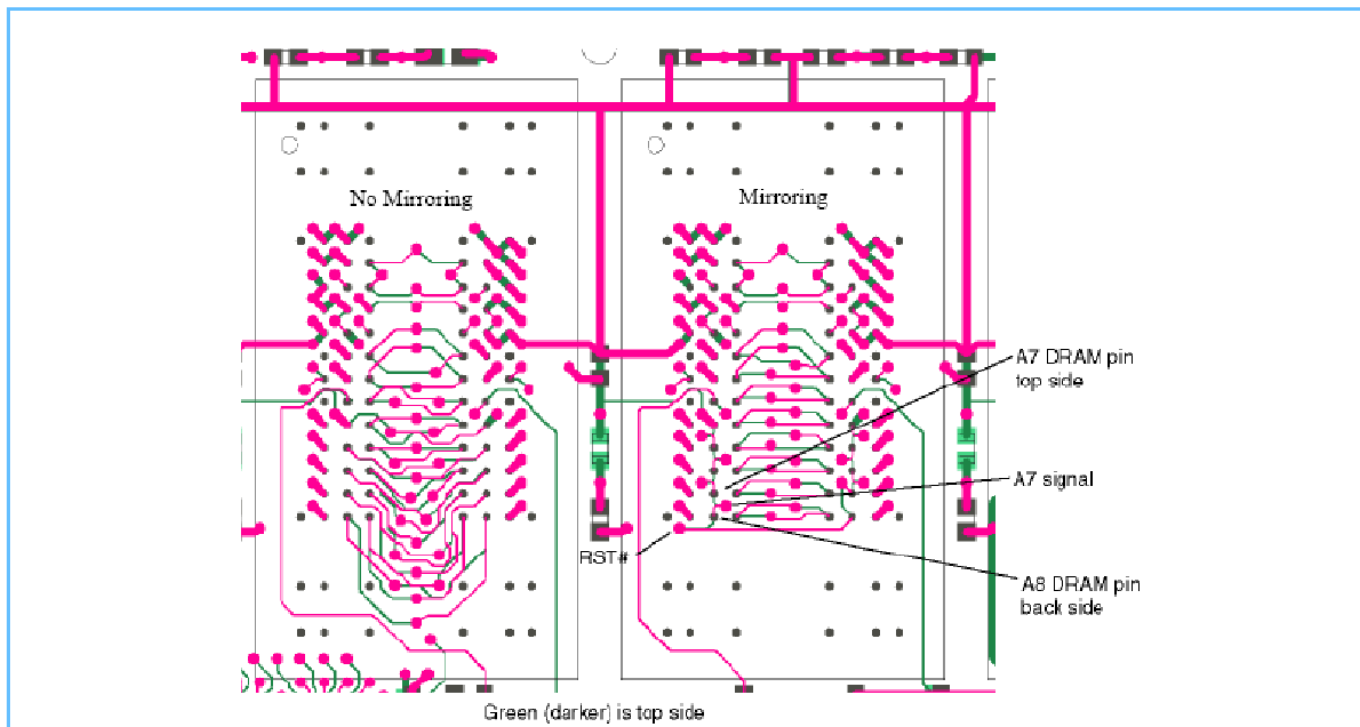 No Mirroring
Mirroring
A7 DRAM pin
top side
A7 signal
RST#
A8 DRAM pin
back side
Green (darker) is top side